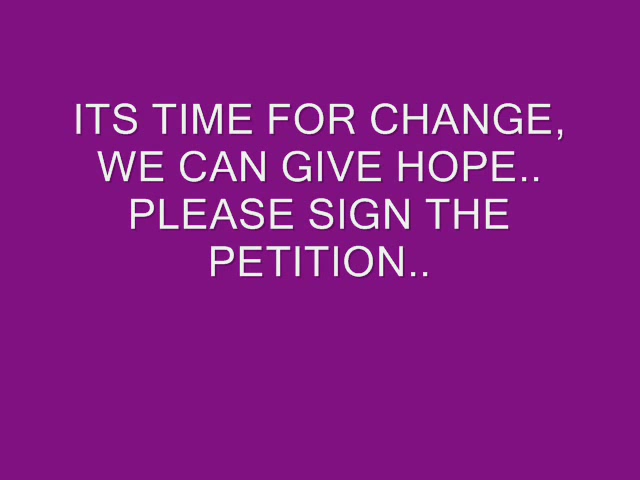 ITS TIME FOR CHANGE,
WE CAN GIVE HOPE..
PLEASE SIGN THE
PETITION..